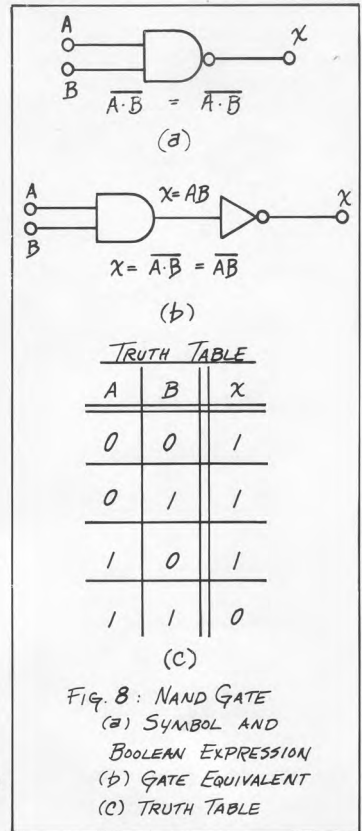 A
B
x
A̅·̅B̅ = A̅·̅B̅
(a)
A
B
x=AB
x
x= A̅·̅B̅ = A̅B̅
(b)
TRUTH TABLE
A B x
0 0 1
0 1 1
1 0 1
1 1 0
(C)
FIG. 8: NAND GATE
(a) SYMBOL AND
BOOLEAN EXPRESSION
(b) GATE EQUIVALENT
(C) TRUTH TABLE